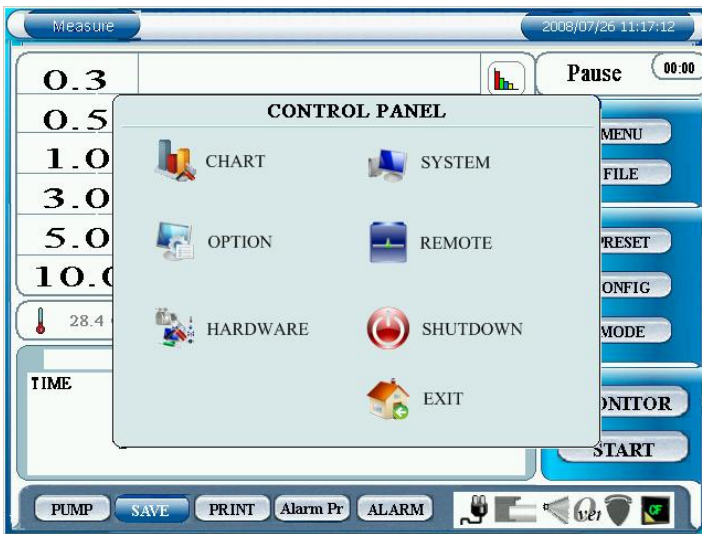 Measure
2008/07/26 11:17:12
0.3
Pause
00:00
0.5
CONTROL PANEL
1.0
CHART
SYSTEM
MENU
FILE
3.0
5.0
OPTION
REMOTE
RESET
10.0
ONFIG
28.4
HARDWARE
SHUTDOWN
MODE
TIME
EXIT
ONITOR
START
PUMP
SAVE
PRINT
Alarm Pr
ALARM
Over
CF